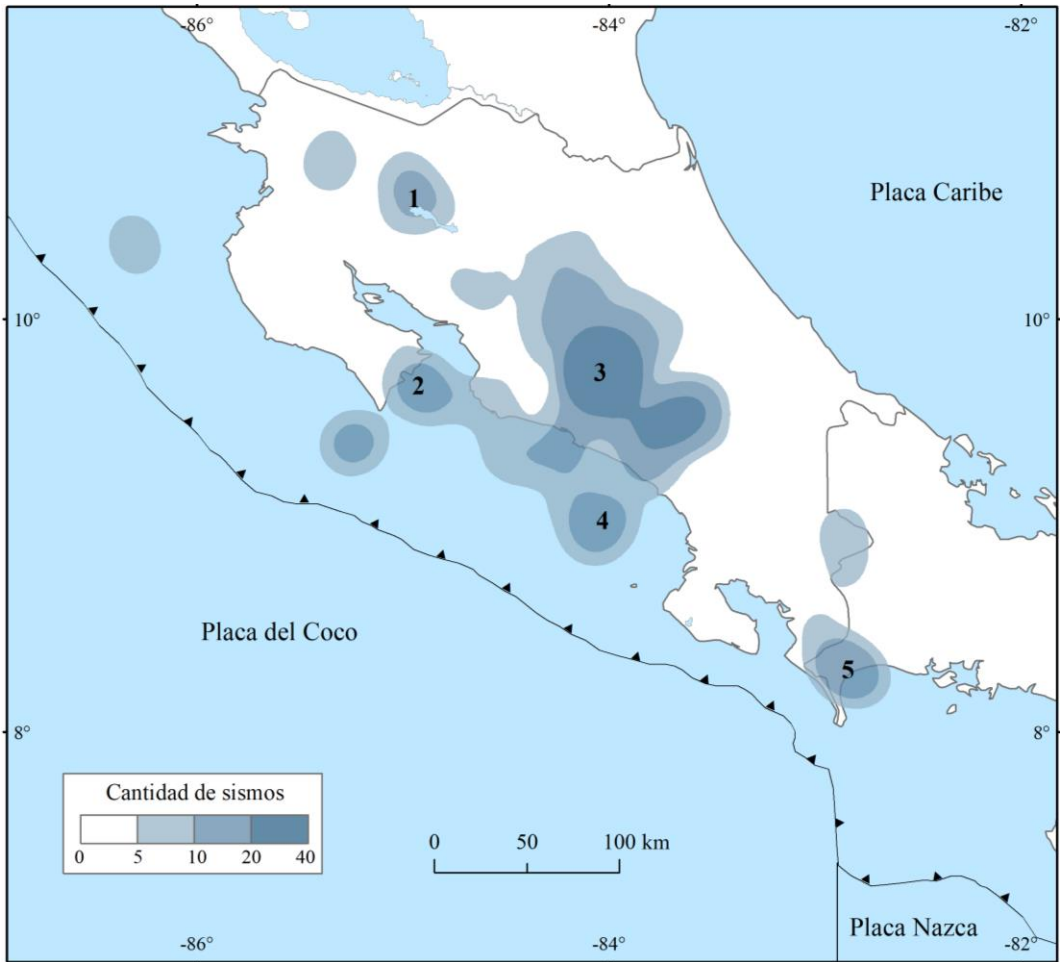 -86° -84° -82°
Placa Caribe
1
10° 10°
3
2
4
Placa del Coco
5
8° 8°
Cantidad de sismos
0 5 10 20 40
0 50 100 km
Placa Nazca
-86° -84° -82°